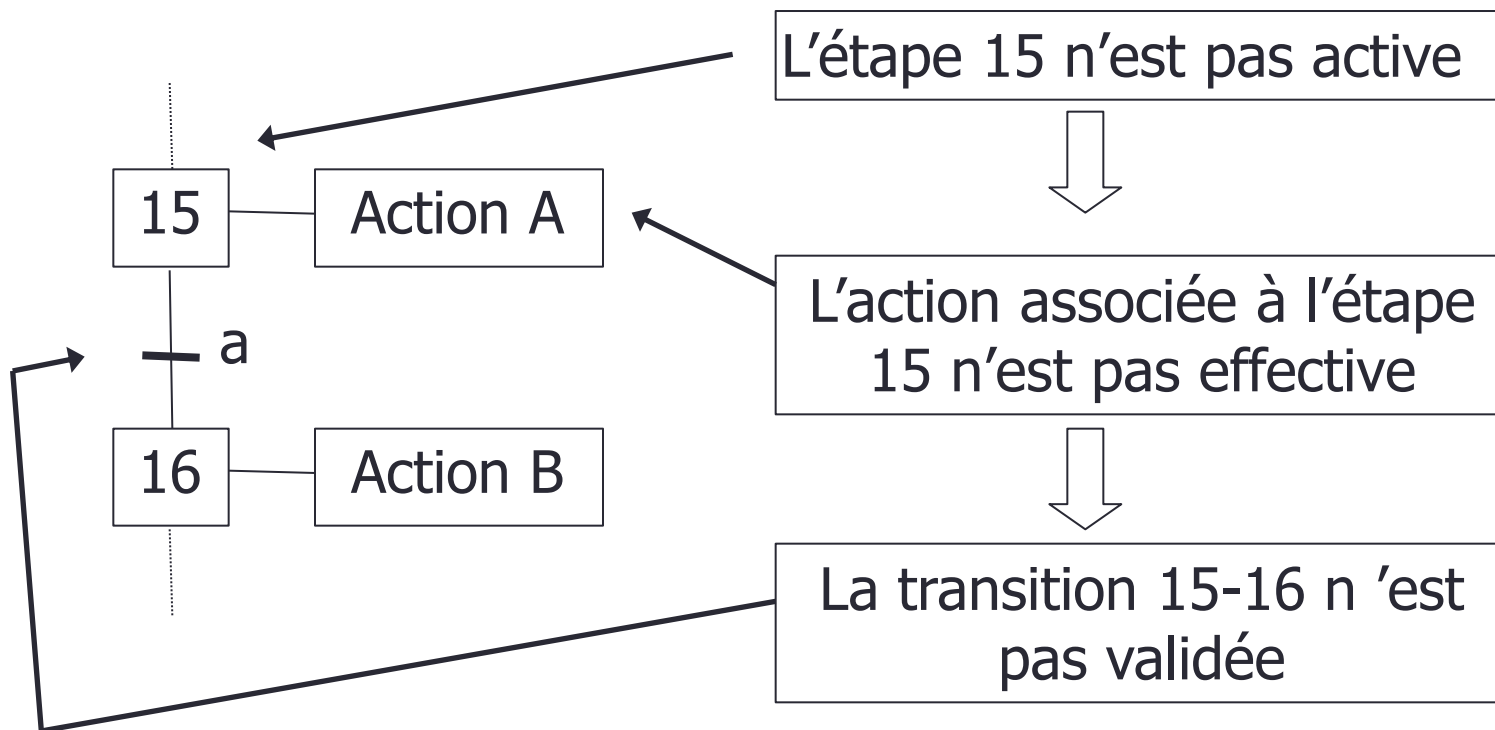 L’étape 15 n’est pas active
15
Action A
L’action associée à l’étape
15 n’est pas effective
a
16
Action B
La transition 15-16 n ’est
pas validée